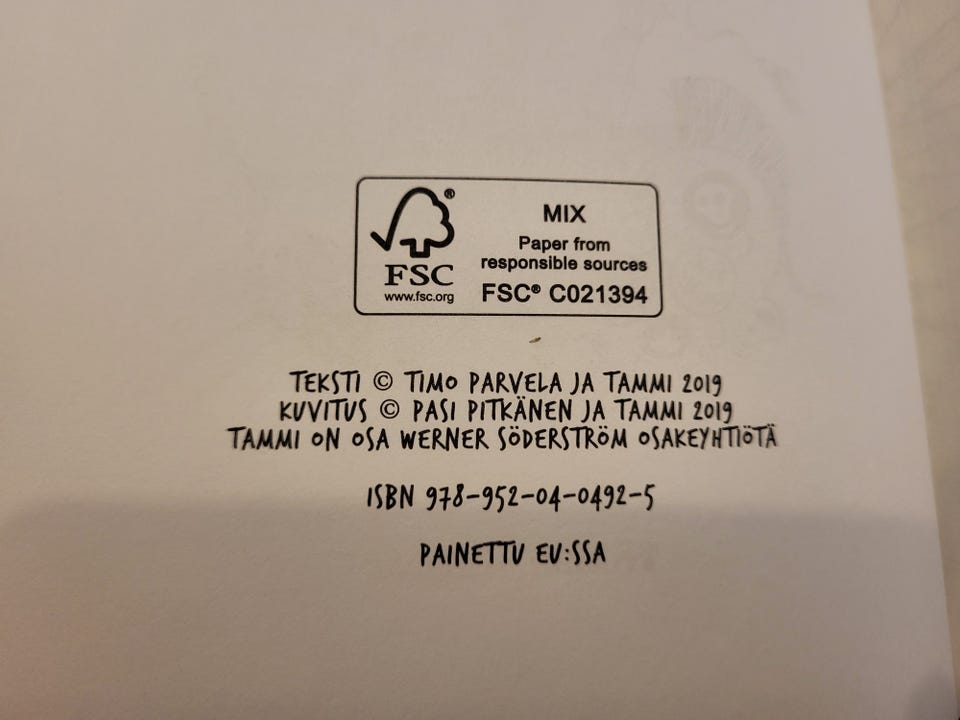 FSC®
www.fsc.org
MIX
Paper from
responsible sources
FSC® C021394
TEKSTI © TIMO PARVELA JA TAMMI 2019
KUVITUS © PASI PITKÄNEN JA TAMMI 2019
TAMMI ON OSA WERNER SÖDERSTRÖM OSAKEYHTIÖTÄ
ISBN 978-952-04-0492-5
PAINETTU EU:SSA